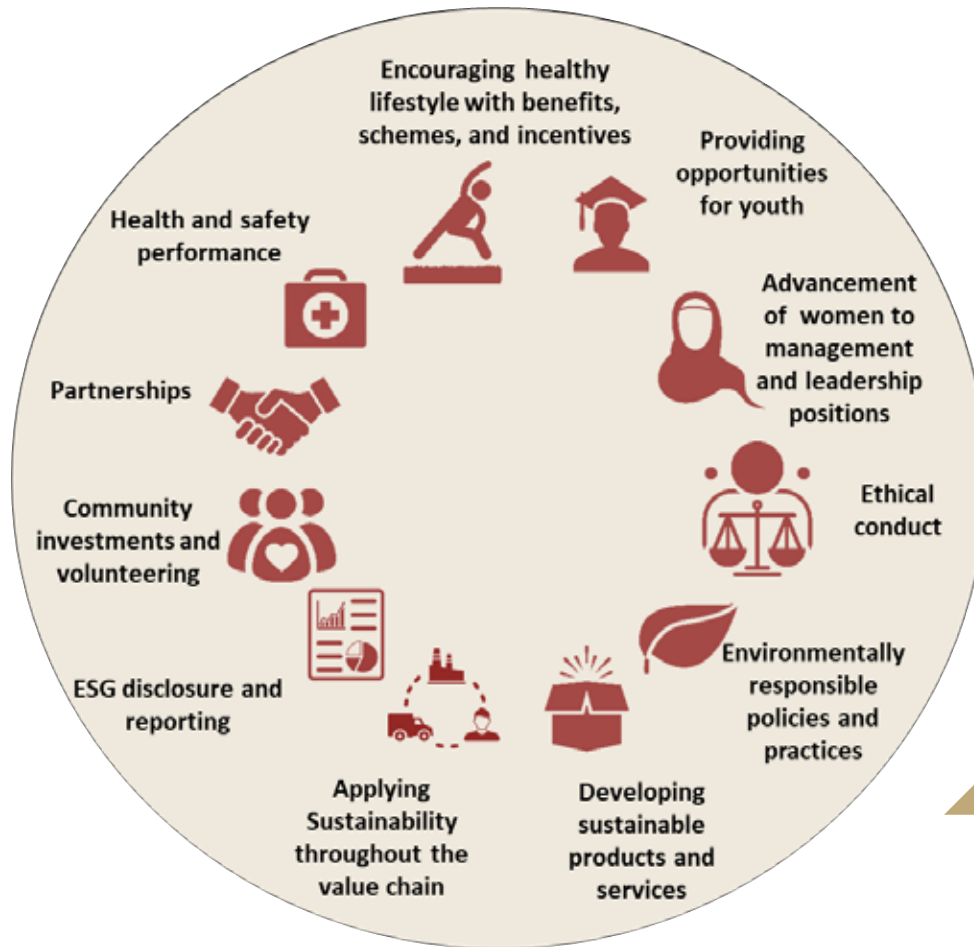 Encouraging healthy
lifestyle with benefits,
schemes, and incentives
Providing
opportunities
for youth
Advancement
of women to
management
and leadership
positions
Ethical
conduct
Environmentally
responsible
policies and
practices
Developing
sustainable
products and
services
Applying
Sustainability
throughout the
value chain
ESG disclosure and
reporting
Community
investments and
volunteering
Partnerships
Health and safety
performance